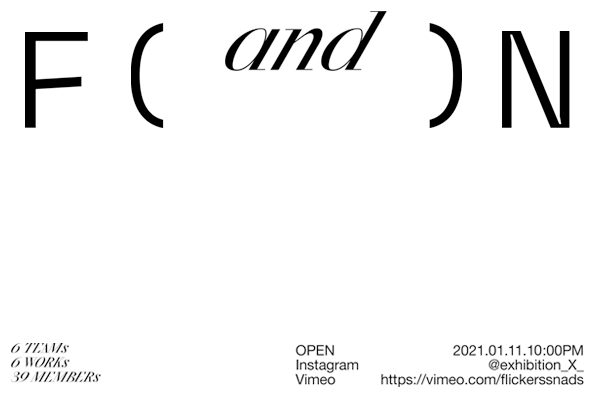 F ( and ) N
6 TEAMs
6 WORKs
39 MEMBERs
OPEN 2021.01.11.10:00PM
Instagram @exhibition_X_
Vimeo https://vimeo.com/flickerssnads